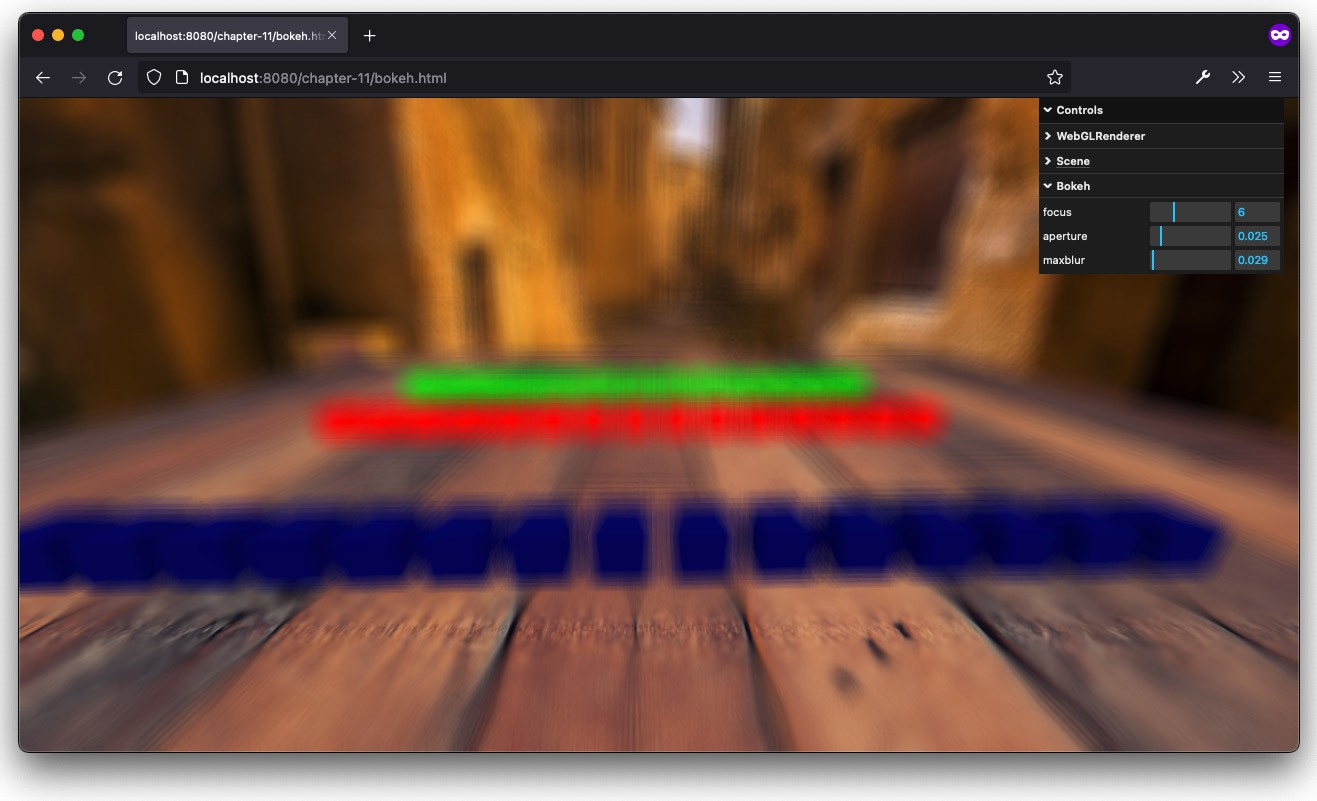 localhost:8080/chapter-11/bokeh.ht
localhost:8080/chapter-11/bokeh.html
Controls
WebGLRenderer
Scene
Bokeh
focus 6
aperture 0.025
maxblur 0.029